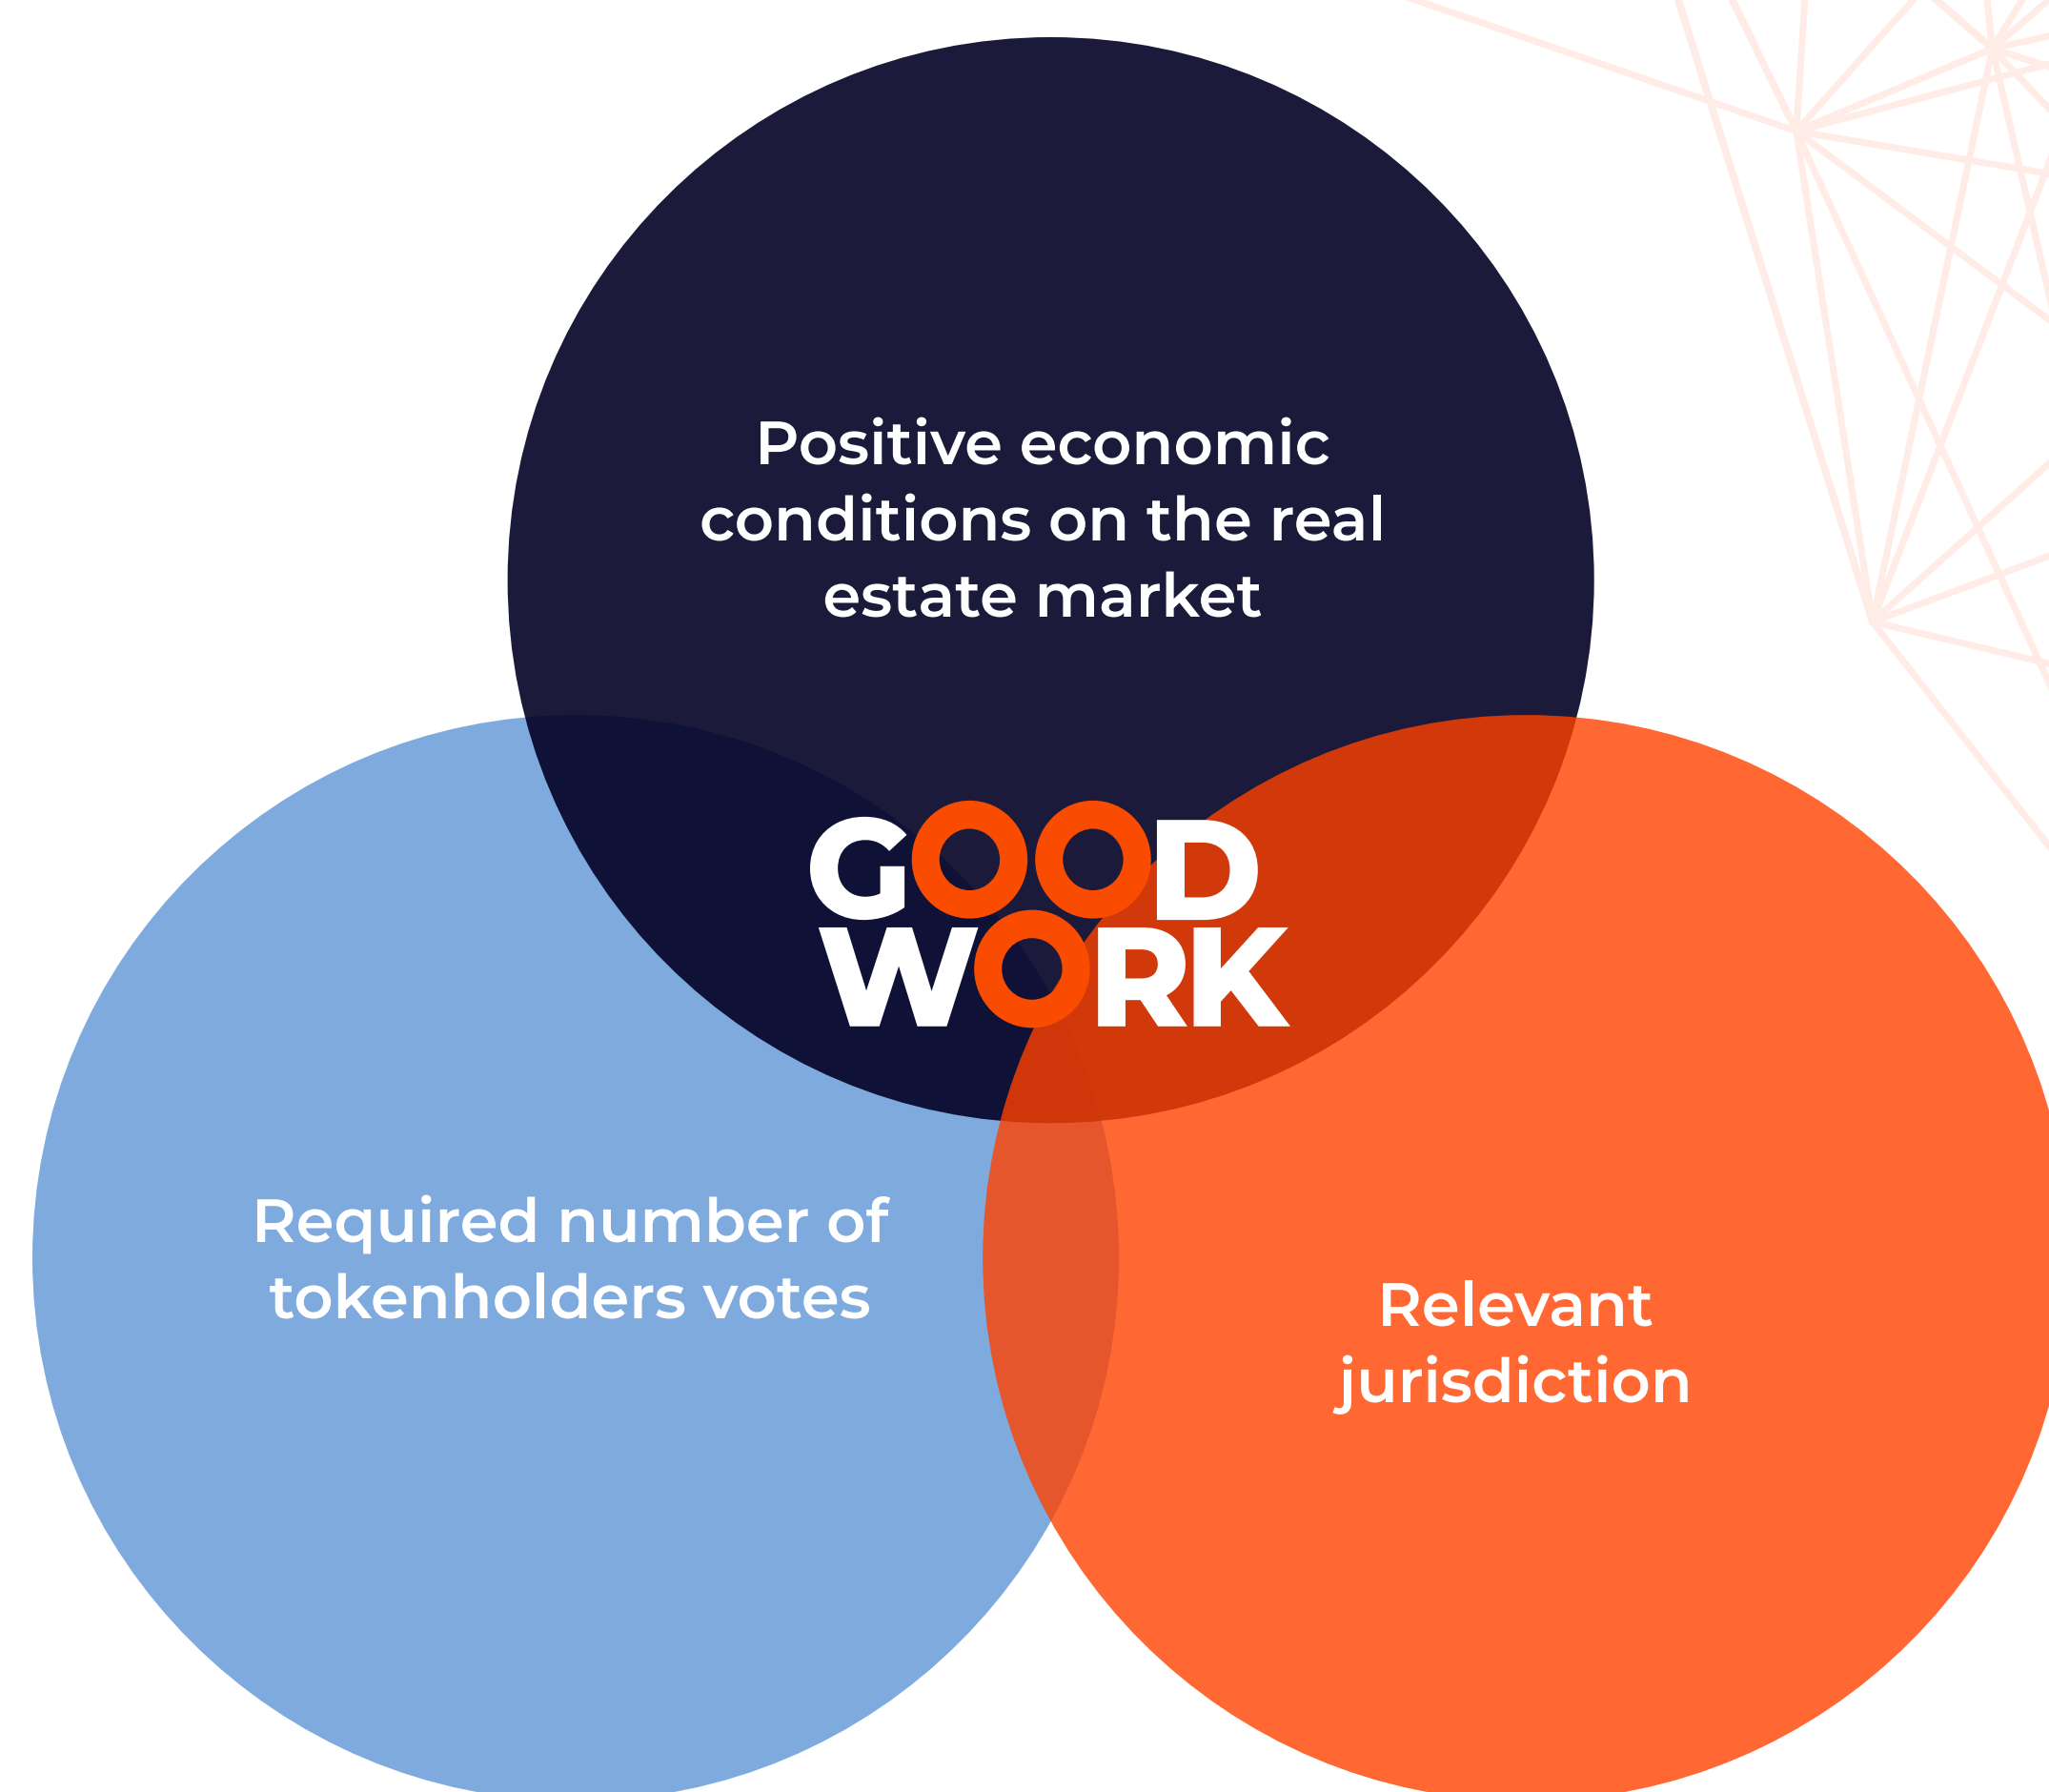 Positive economic
conditions on the real
estate market
GOOD
WORK
Required number of
tokenholders votes
Relevant
jurisdiction